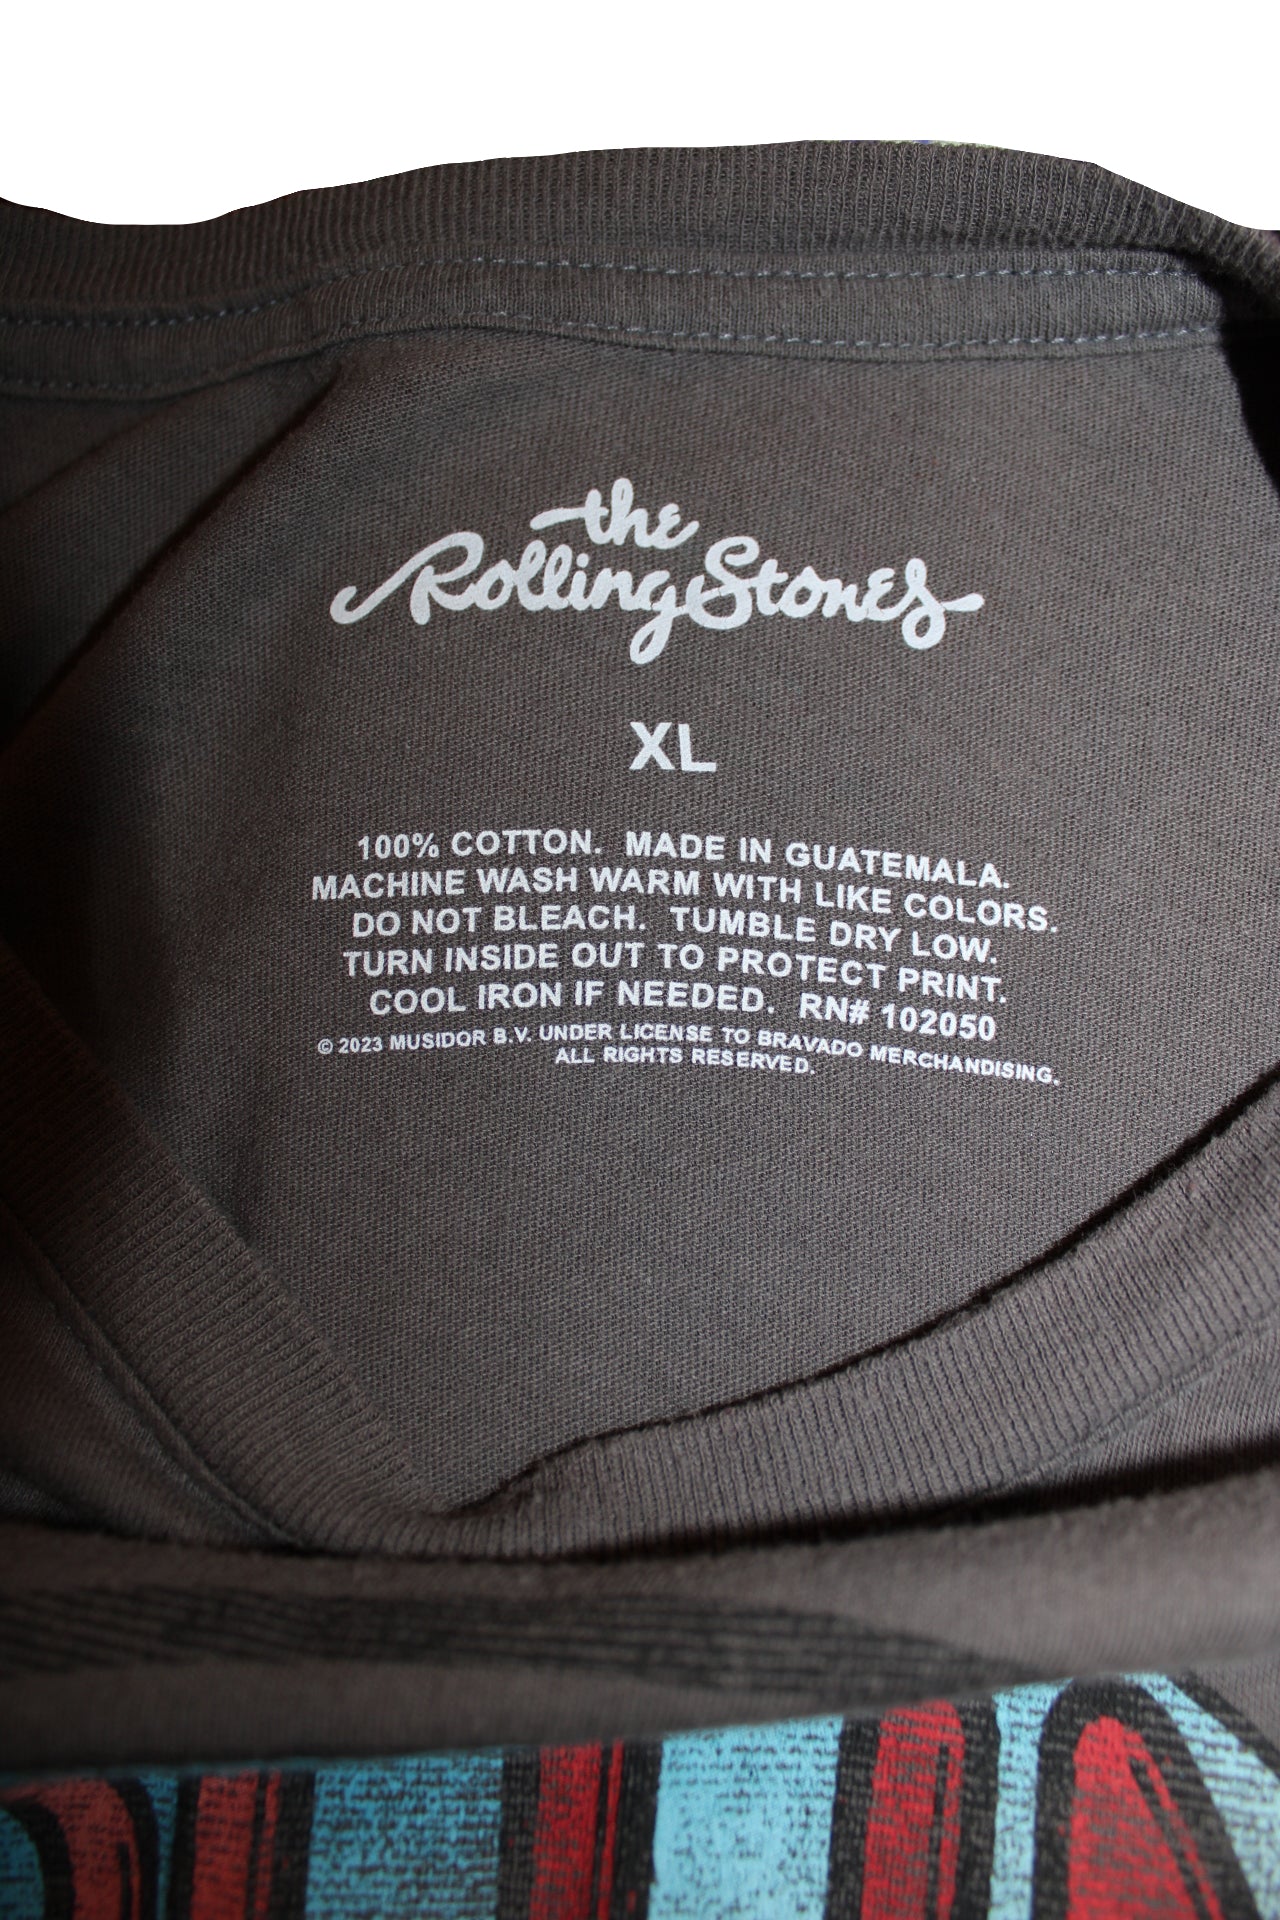 the
Rolling Stones
XL
100% COTTON. MADE IN GUATEMALA.
MACHINE WASH WARM WITH LIKE COLORS.
DO NOT BLEACH. TUMBLE DRY LOW.
TURN INSIDE OUT TO PROTECT PRINT.
COOL IRON IF NEEDED. RN# 102050
© 2023 MUSIDOR B.V. UNDER LICENSE TO BRAVADO MERCHANDISING.
ALL RIGHTS RESERVED.